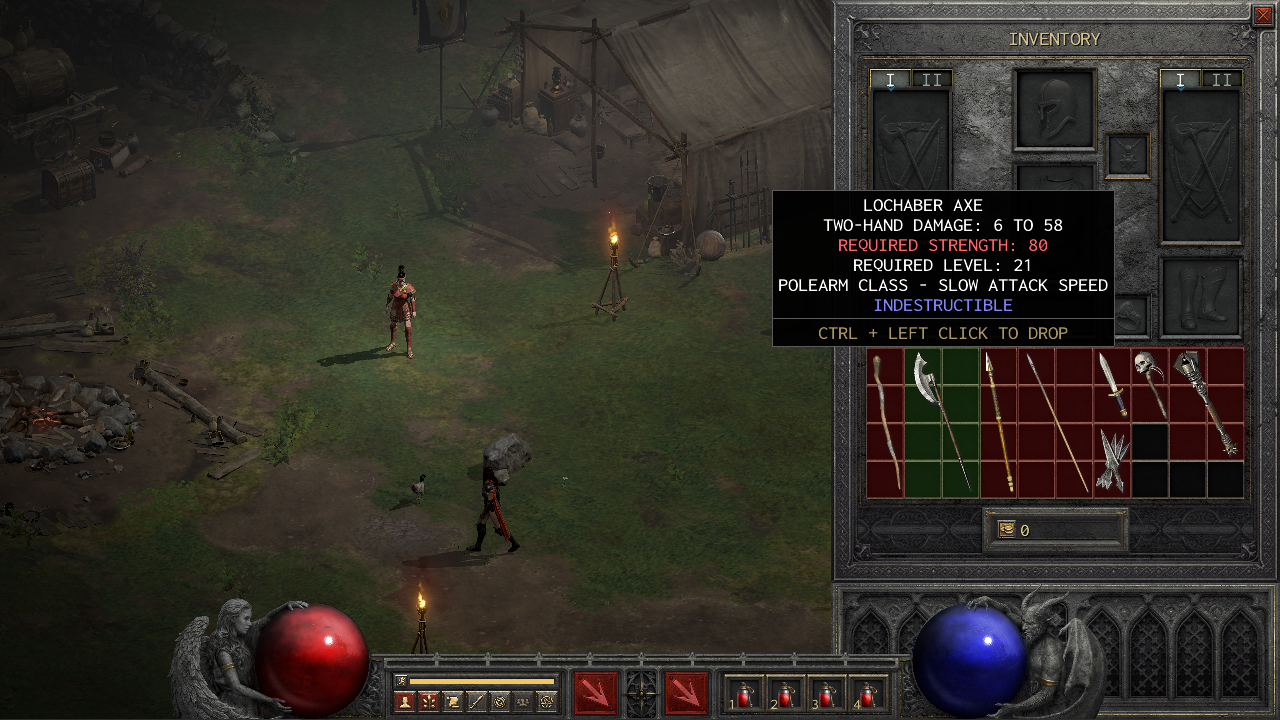 INVENTORY
I II
I II
LOCHABER AXE
TWO-HAND DAMAGE: 6 TO 58
REQUIRED STRENGTH: 80
REQUIRED LEVEL: 21
POLEARM CLASS - SLOW ATTACK SPEED
INDESTRUCTIBLE
CTRL + LEFT CLICK TO DROP
0
1 2 3 4